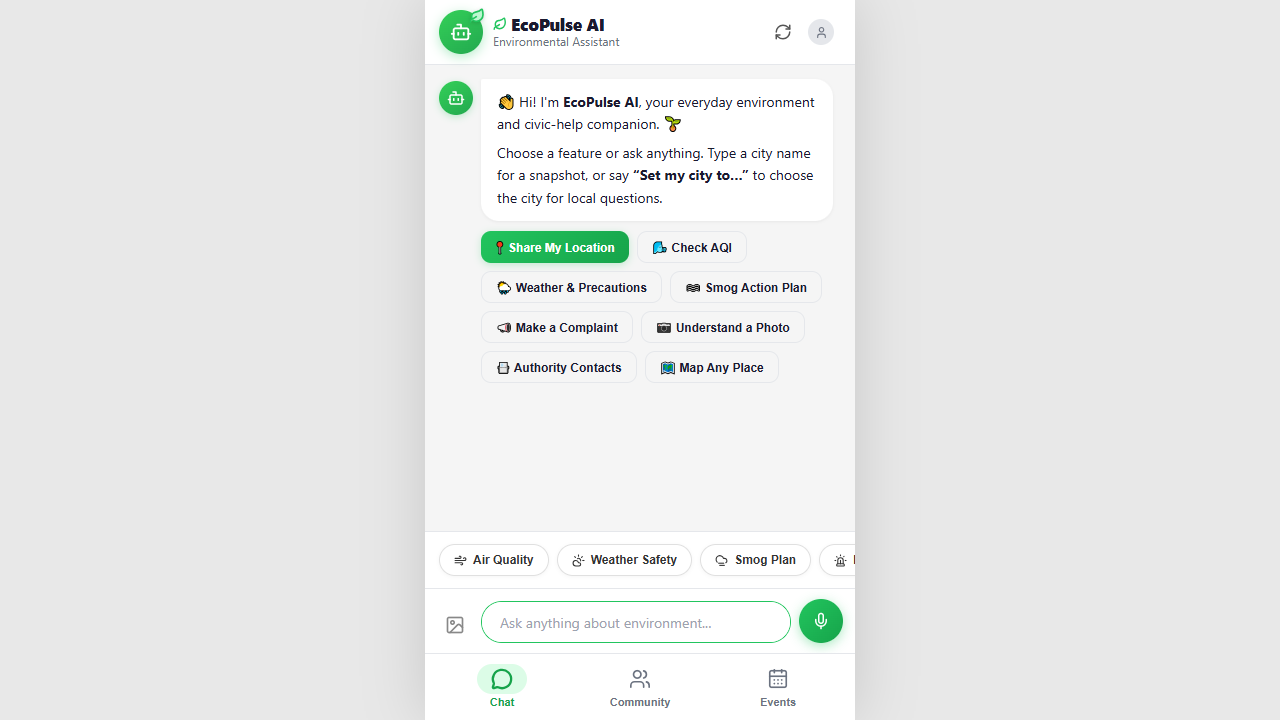 EcoPulse AI
Environmental Assistant
👋 Hi! I'm EcoPulse AI, your everyday environment
and civic-help companion. 🌱
Choose a feature or ask anything. Type a city name
for a snapshot, or say “Set my city to...” to choose
the city for local questions.
📍 Share My Location
Check AQI
Weather & Precautions
Smog Action Plan
Make a Complaint
Understand a Photo
Authority Contacts
Map Any Place
Air Quality
Weather Safety
Smog Plan
Ask anything about environment...
Chat
Community
Events